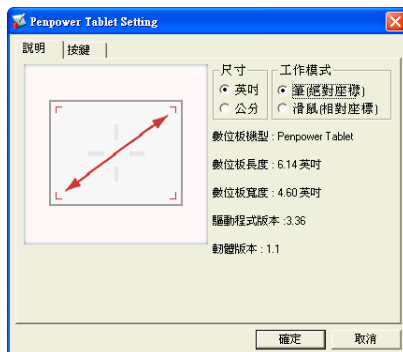 Penpower Tablet Setting
說明
按鍵
尺寸
英吋
公分
工作模式
筆(絕對座標)
滑鼠(相對座標)
數位板機型 : Penpower Tablet
數位板長度 : 6.14 英吋
數位板寬度 : 4.60 英吋
驅動程式版本 :3.36
韌體版本 : 1.1
確定
取消